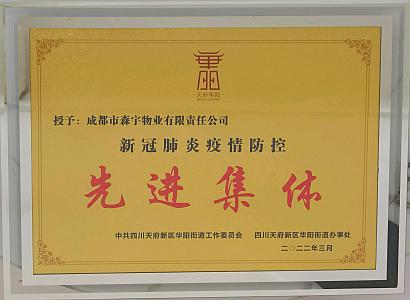 天府华阳
授予：成都市森宇物业有限责任公司
新冠肺炎疫情防控
先进集体
中共四川天府新区华阳街道工作委员会 四川天府新区华阳街道办事处
二〇二二年三月